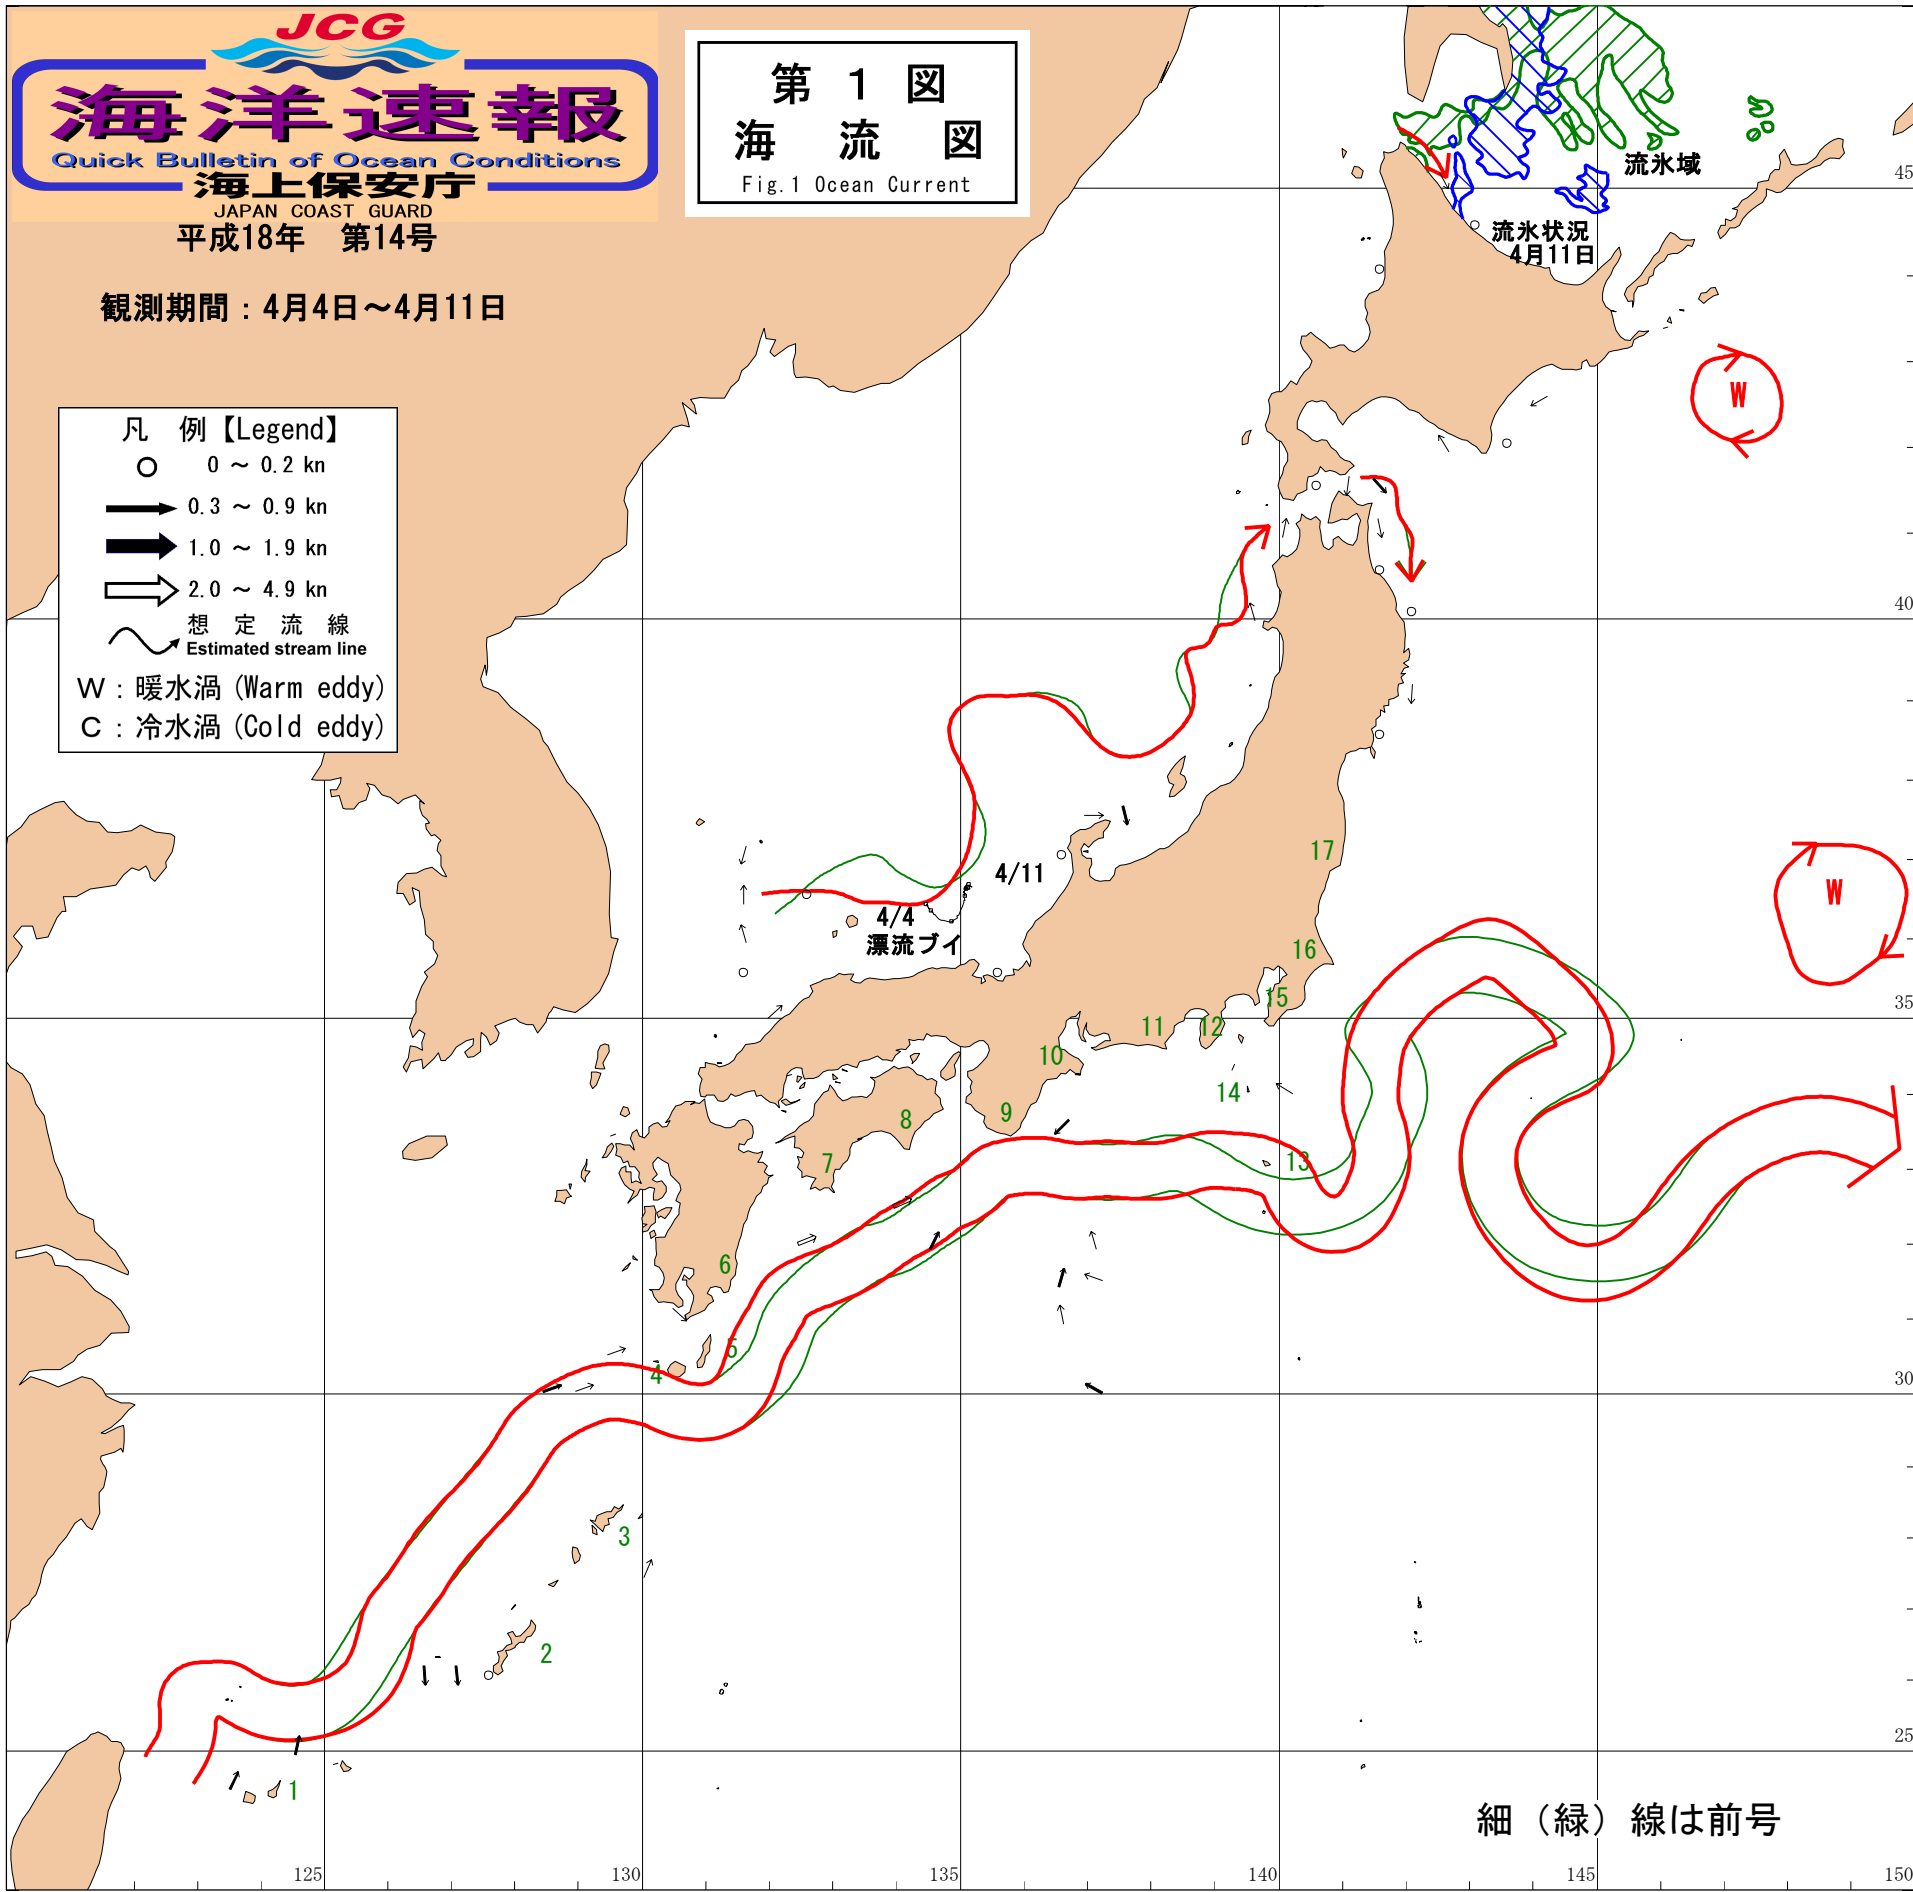 JCG
海洋速報
Quick Bulletin of Ocean Conditions
海上保安庁
JAPAN COAST GUARD
平成18年　第14号
観測期間：4月4日～4月11日
第 1 図
海 流 図
Fig.1 Ocean Current
凡 例【Legend】
0 ～ 0.2 kn
0.3 ～ 0.9 kn
1.0 ～ 1.9 kn
2.0 ～ 4.9 kn
想 定 流 線
Estimated stream line
W：暖水渦(Warm eddy)
C：冷水渦(Cold eddy)
流氷域
45
流氷状況
4月11日
W
40
17
4/11
W
4/4
漂流ブイ
16
15
35
11
12
10
14
9
8
7
13
6
5
4
30
3
2
25
1
細（緑）線は前号
125
130
135
140
145
150